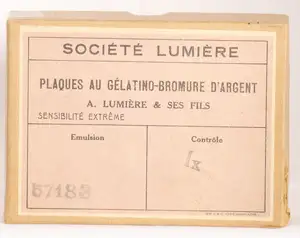 SOCIÉTÉ LUMIÈRE
PLAQUES AU GÉLATINO-BROMURE D'ARGENT
A. LUMIÈRE & SES FILS
SENSIBILITÉ EXTRÊME
Emulsion
Contrôle
57183